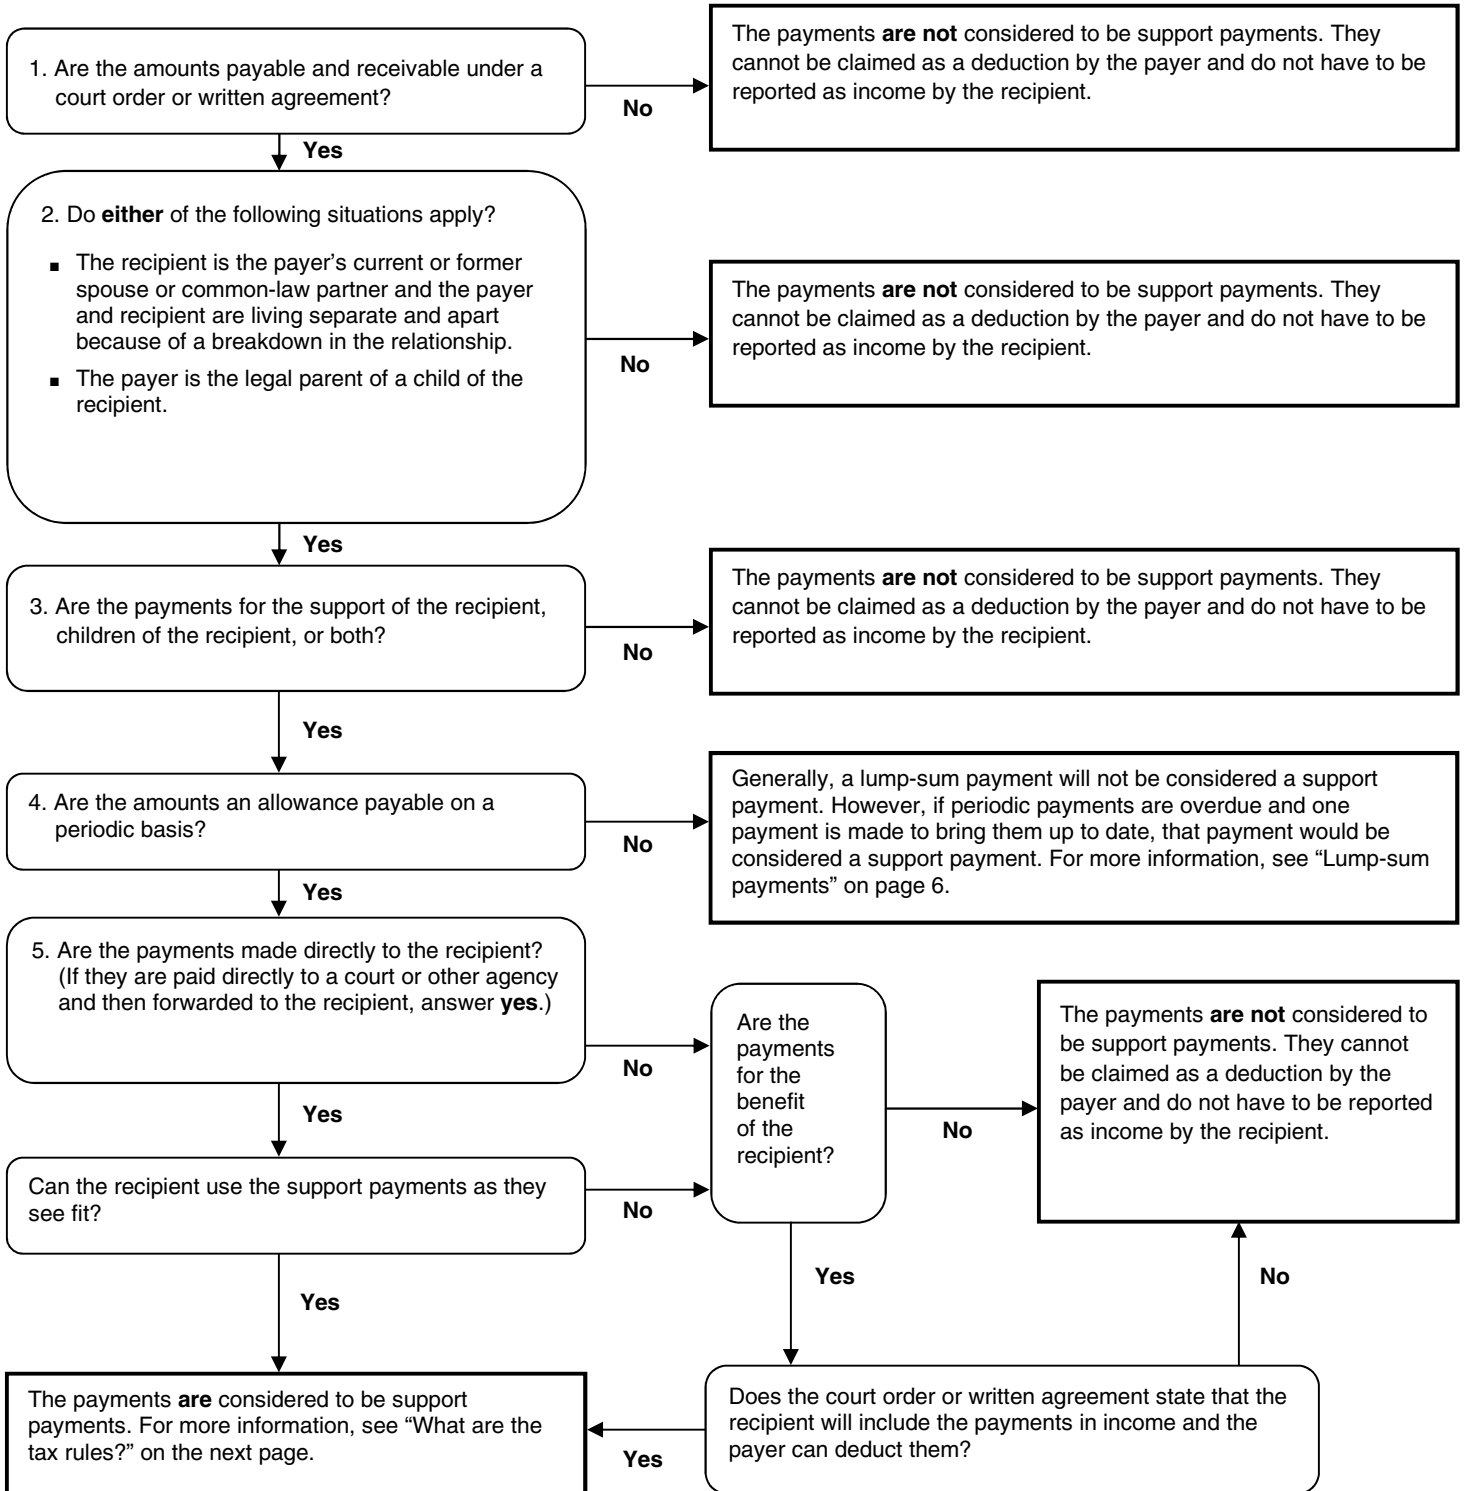 1. Are the amounts payable and receivable under a
court order or written agreement?
No
The payments are not considered to be support payments. They
cannot be claimed as a deduction by the payer and do not have to be
reported as income by the recipient.
Yes
2. Do either of the following situations apply?
▪ The recipient is the payer's current or former
spouse or common-law partner and the payer
and recipient are living separate and apart
because of a breakdown in the relationship.
▪ The payer is the legal parent of a child of the
recipient.
No
The payments are not considered to be support payments. They
cannot be claimed as a deduction by the payer and do not have to be
reported as income by the recipient.
Yes
3. Are the payments for the support of the recipient,
children of the recipient, or both?
No
The payments are not considered to be support payments. They
cannot be claimed as a deduction by the payer and do not have to be
reported as income by the recipient.
Yes
4. Are the amounts an allowance payable on a
periodic basis?
No
Generally, a lump-sum payment will not be considered a support
payment. However, if periodic payments are overdue and one
payment is made to bring them up to date, that payment would be
considered a support payment. For more information, see “Lump-sum
payments” on page 6.
Yes
5. Are the payments made directly to the recipient?
(If they are paid directly to a court or other agency
and then forwarded to the recipient, answer yes.)
No
Are the
payments
for the
benefit
of the
recipient?
No
The payments are not considered to
be support payments. They cannot
be claimed as a deduction by the
payer and do not have to be reported
as income by the recipient.
Yes
Can the recipient use the support payments as they
see fit?
No
Yes
No
Yes
The payments are considered to be support
payments. For more information, see “What are the
tax rules?” on the next page.
Yes
Does the court order or written agreement state that the
recipient will include the payments in income and the
payer can deduct them?